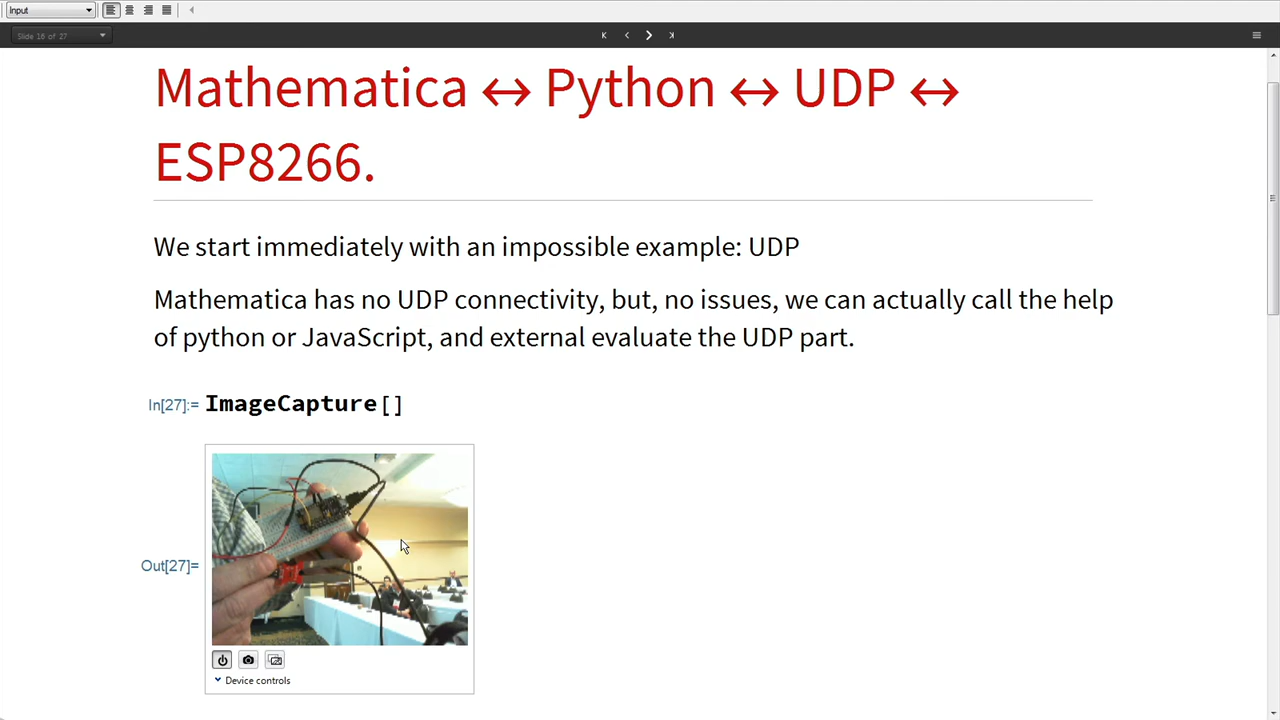 Input
Slide 16 of 27
Mathematica ↔ Python ↔ UDP ↔
ESP8266.
We start immediately with an impossible example: UDP
Mathematica has no UDP connectivity, but, no issues, we can actually call the help
of python or JavaScript, and external evaluate the UDP part.
In[27]:= ImageCapture[]
Out[27]=
Device controls